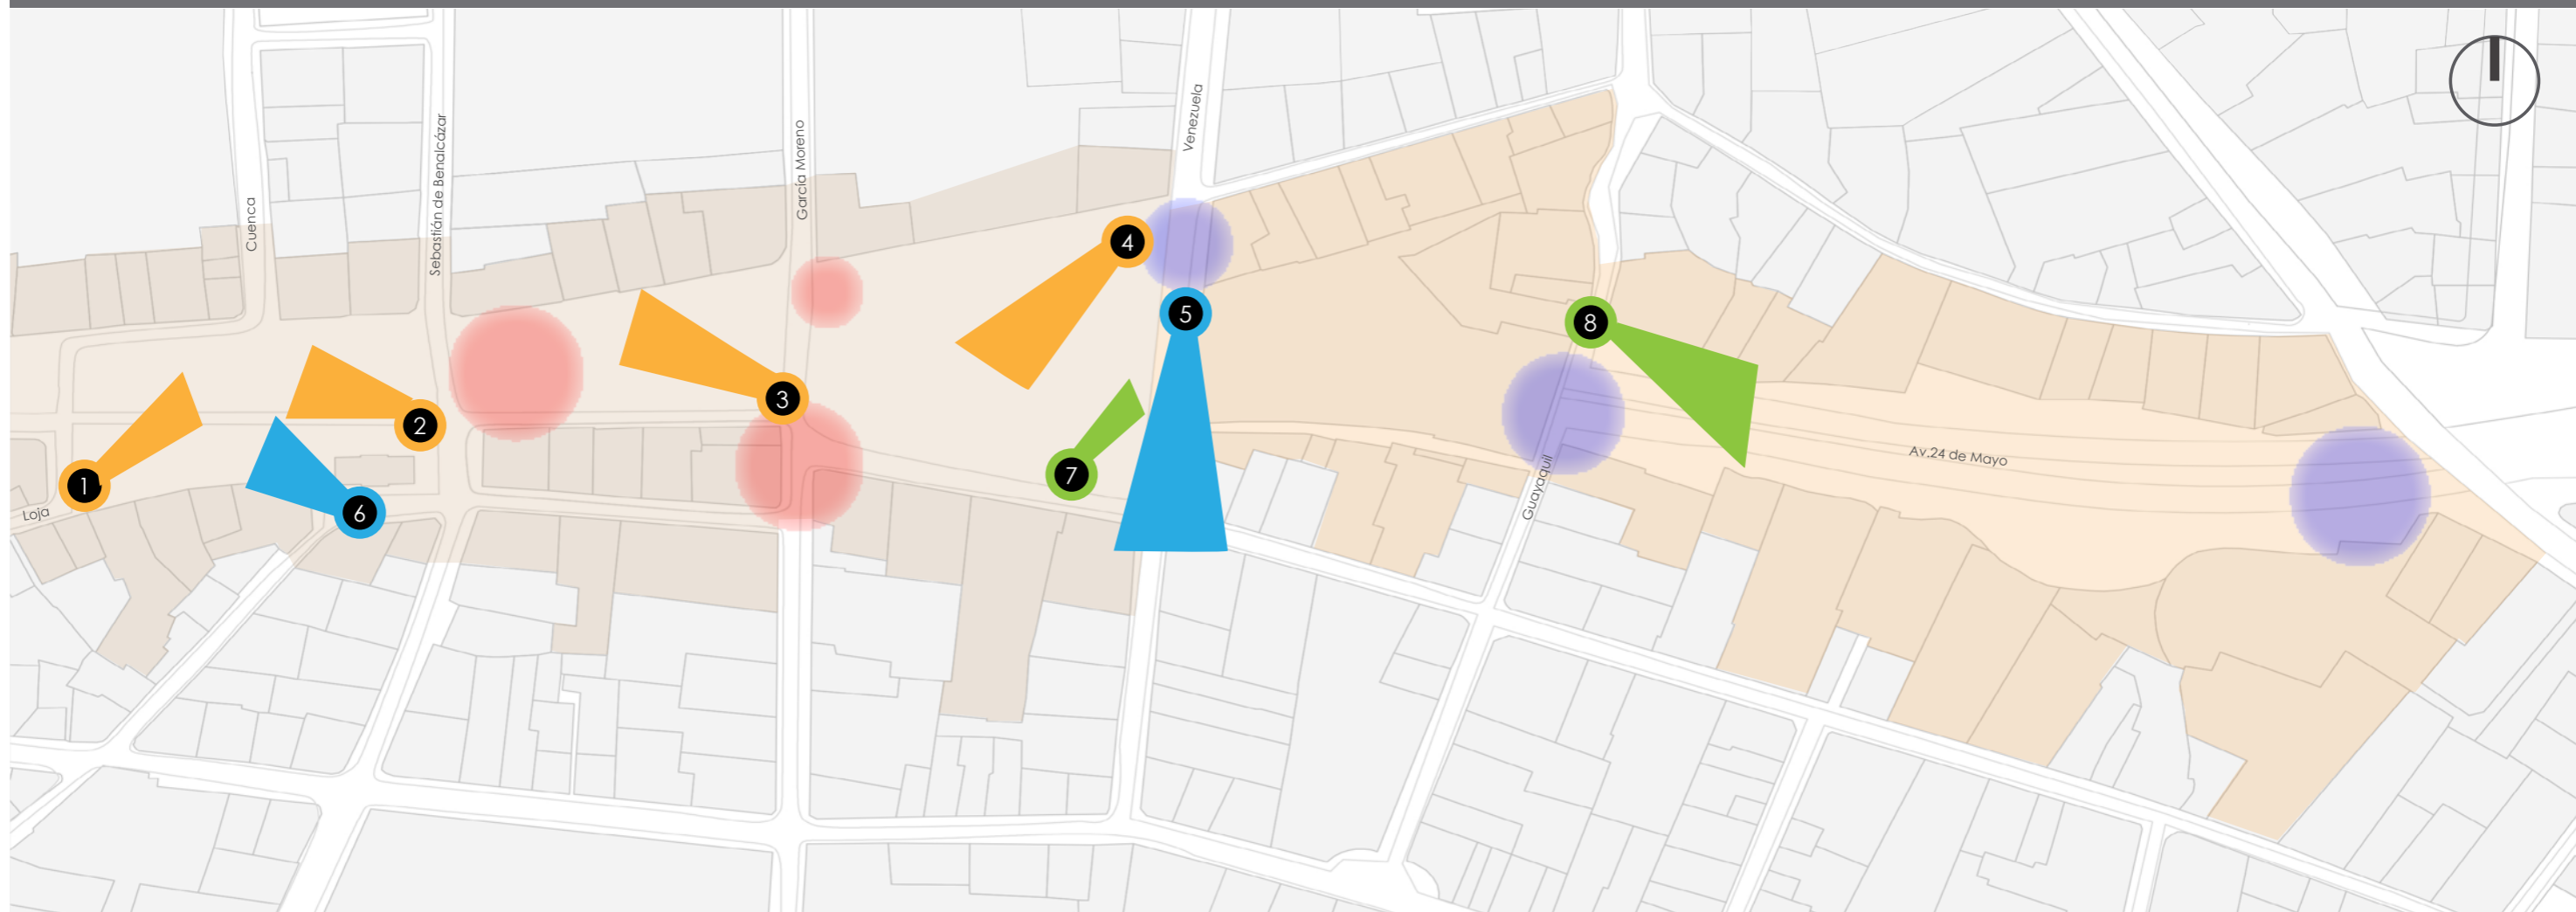 Cuenca
Sebastián de Benalcázar
García Moreno
Venezuela
4
5
8
3
2
Av.24 de Mayo
7
1
Guayaquil
6
Loja